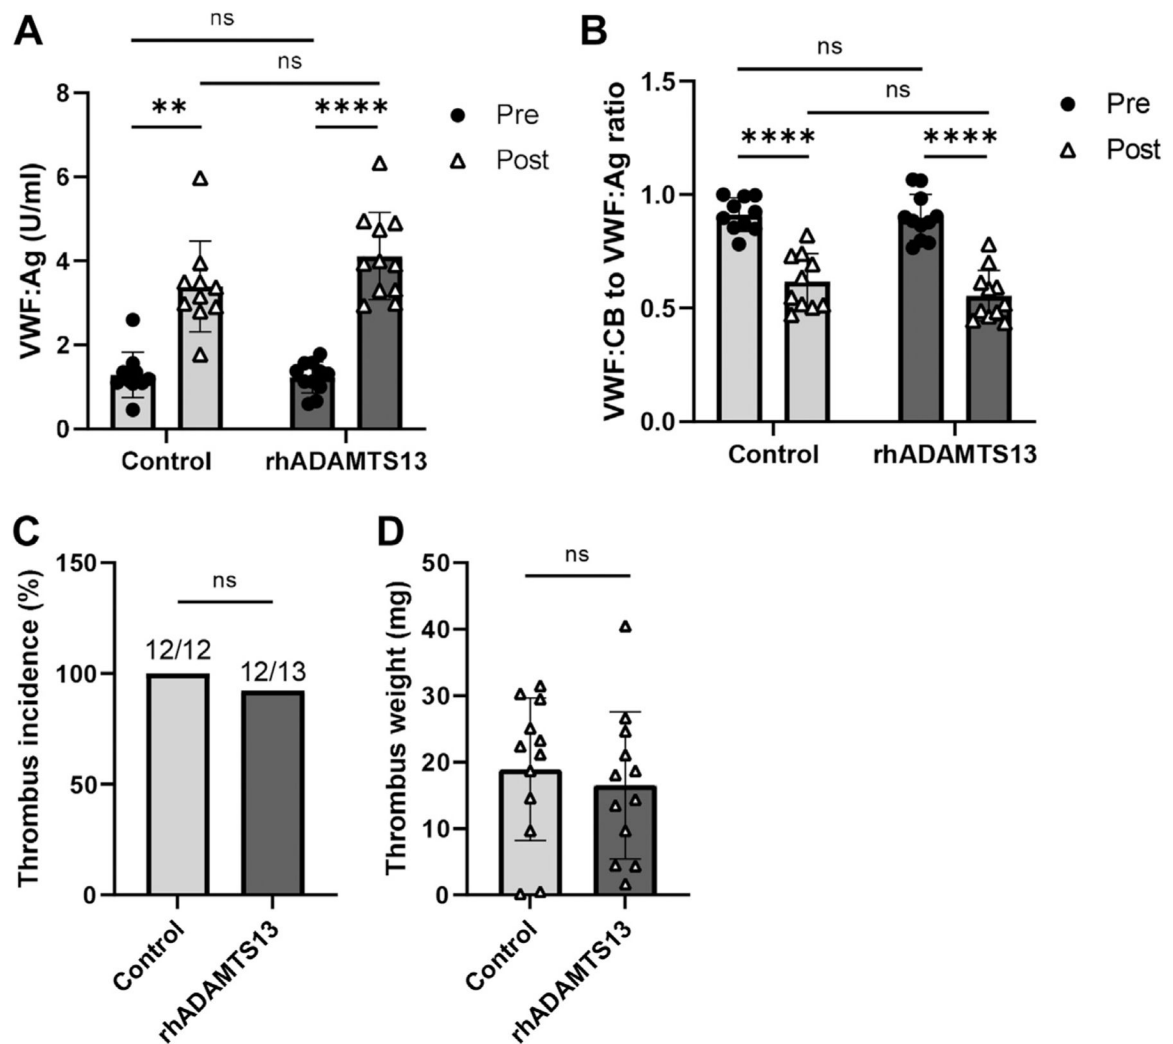 A
ns
ns
**
****
Pre
Post
VWF:Ag (U/ml)
8
6
4
2
0
Control
rhADAMTS13
B
ns
ns
****
****
Pre
Post
VWF:CB to VWF:Ag ratio
1.5
1.0
0.5
0.0
Control
rhADAMTS13
C
ns
12/12
12/13
Thrombus incidence (%)
150
100
50
0
Control
rhADAMTS13
D
ns
Thrombus weight (mg)
50
40
30
20
10
0
Control
rhADAMTS13